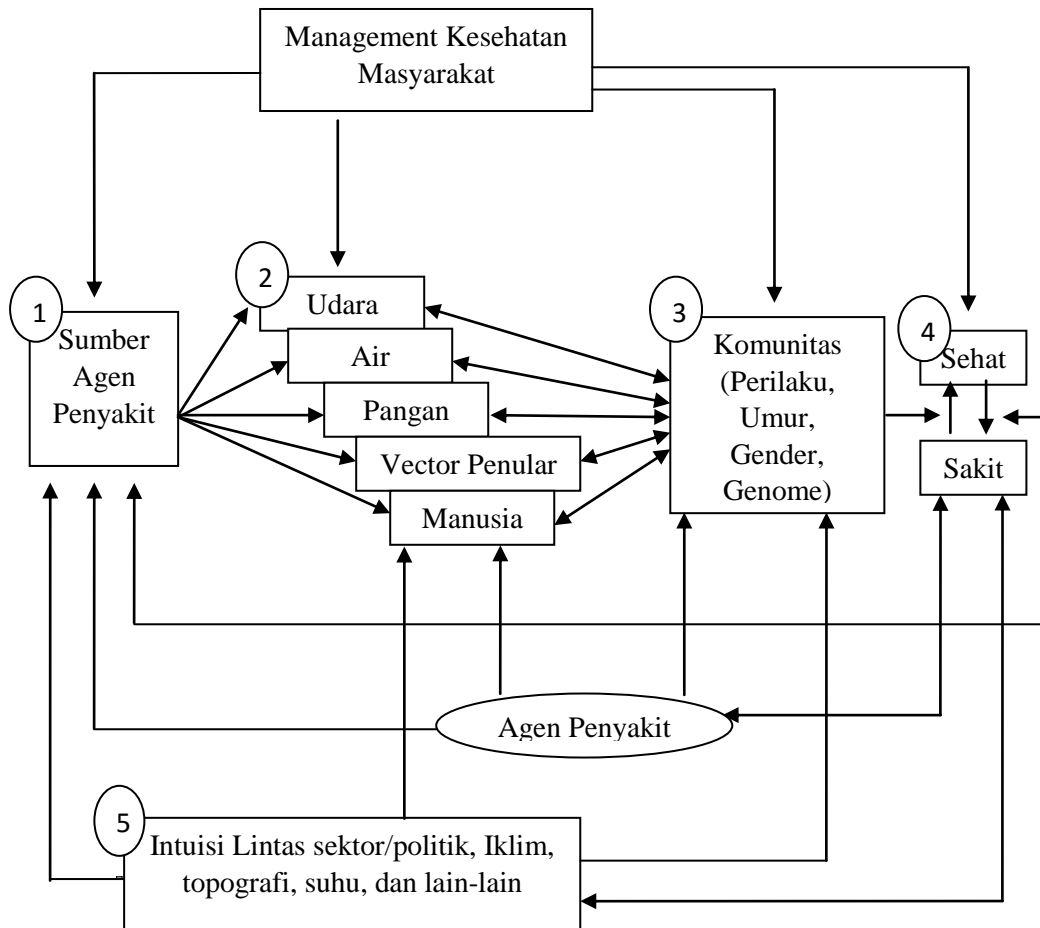 Management Kesehatan
Masyarakat
1
Sumber
Agen
Penyakit
2
Udara
Air
Pangan
Vector Penular
Manusia
3
Komunitas
(Perilaku,
Umur,
Gender,
Genome)
4
Sehat
Sakit
Agen Penyakit
5
Intuisi Lintas sektor/politik, Iklim,
topografi, suhu, dan lain-lain